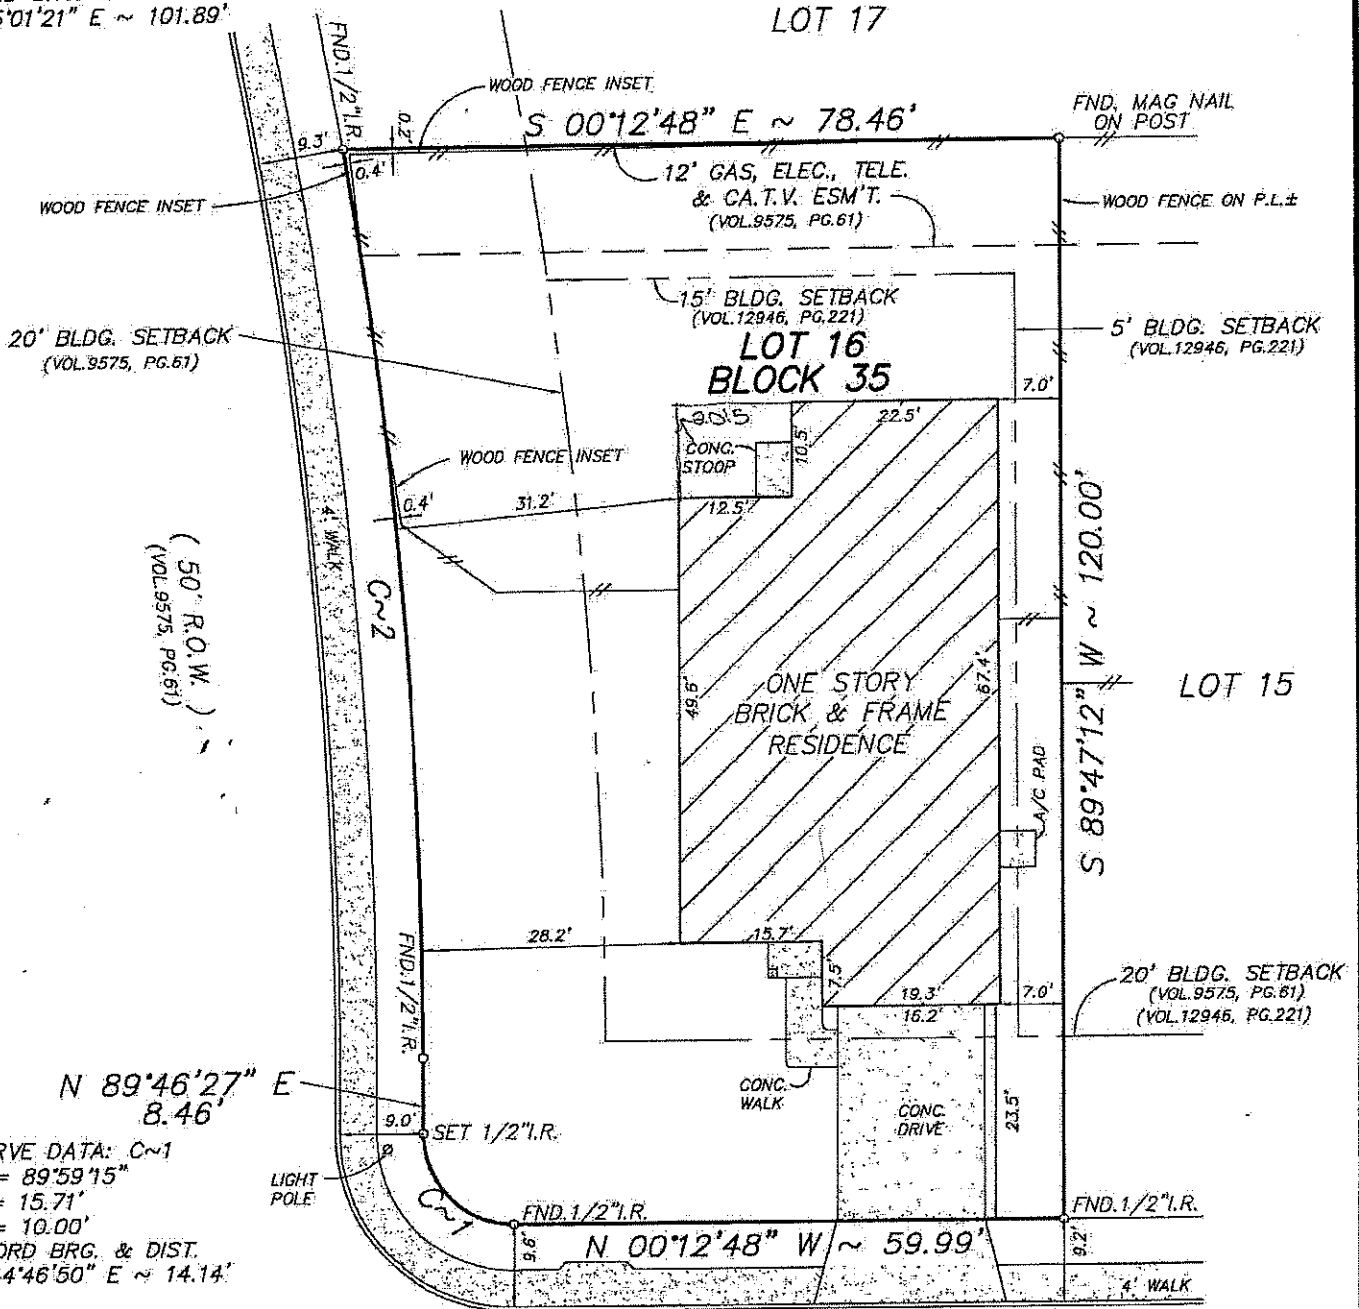 5°01'21" E ~ 101.89'
LOT 17
FND.1/2"I.R.
WOOD FENCE INSET
0.2'
S 00°12'48" E ~ 78.46'
FND. MAG NAIL
ON POST
9.3'
0.4'
12' GAS, ELEC., TELE.
& CA.T.V. ESM'T.
(VOL.9575, PG.61)
WOOD FENCE INSET
WOOD FENCE ON P.L.±
15' BLDG. SETBACK
(VOL.12946, PG.221)
20' BLDG. SETBACK
(VOL.9575, PG.61)
LOT 16
BLOCK 35
5' BLDG. SETBACK
(VOL.12946, PG.221)
7.0'
20.5
22.5'
CONC.
STOOP
10.5'
WOOD FENCE INSET
0.4'
31.2'
12.5'
4' WALK
( 50' R.O.W. )
(VOL.9575, PG.61)
C~2
S 89°47'12" W ~ 120.00'
49.6'
ONE STORY
BRICK & FRAME
RESIDENCE
67.4'
LOT 15
A/C PAD
FND.1/2"I.R.
28.2'
15.7'
7.5'
19.3'
7.0'
16.2'
20' BLDG. SETBACK
(VOL.9575, PG.61)
(VOL.12946, PG.221)
N 89°46'27" E
8.46'
CONC.
WALK
CONC.
DRIVE
23.5'
9.0'
SET 1/2"I.R.
RVE DATA: C~1
= 89°59'15"
= 15.71'
= 10.00'
ORD BRG. & DIST.
4°46'50" E ~ 14.14'
LIGHT
POLE
C~1
FND.1/2"I.R.
FND.1/2"I.R.
9.6'
N 00°12'48" W ~ 59.99'
9.2'
4' WALK